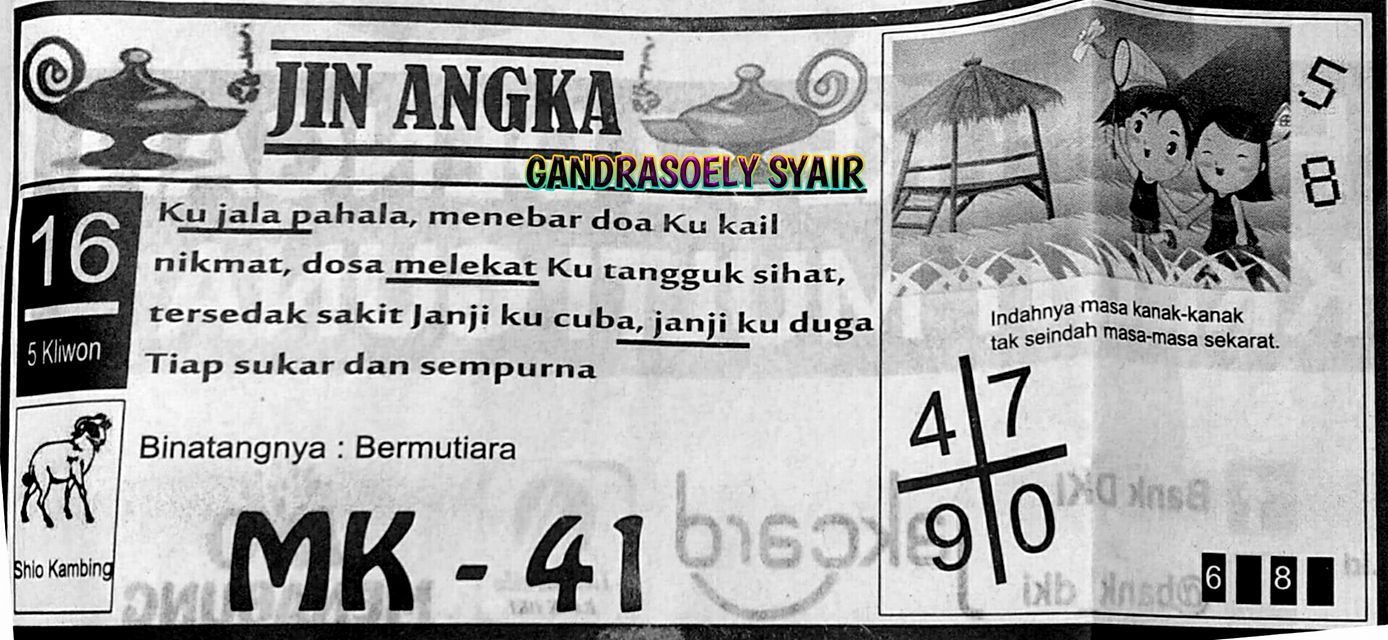 JIN ANGKA
GANDRASOELY SYAIR
16
5 Kliwon
Shio Kambing
Ku jala pahala, menebar doa Ku kail
nikmat, dosa melekat Ku tangguk sihat,
tersedak sakit Janji ku cuba, janji ku duga
Tiap sukar dan sempurna
Binatangnya : Bermutiara
MK - 41
5
8
Indahnya masa kanak-kanak
tak seindah masa-masa sekarat.
4 7
9 0
6 8
Bank DKI
@bank dki